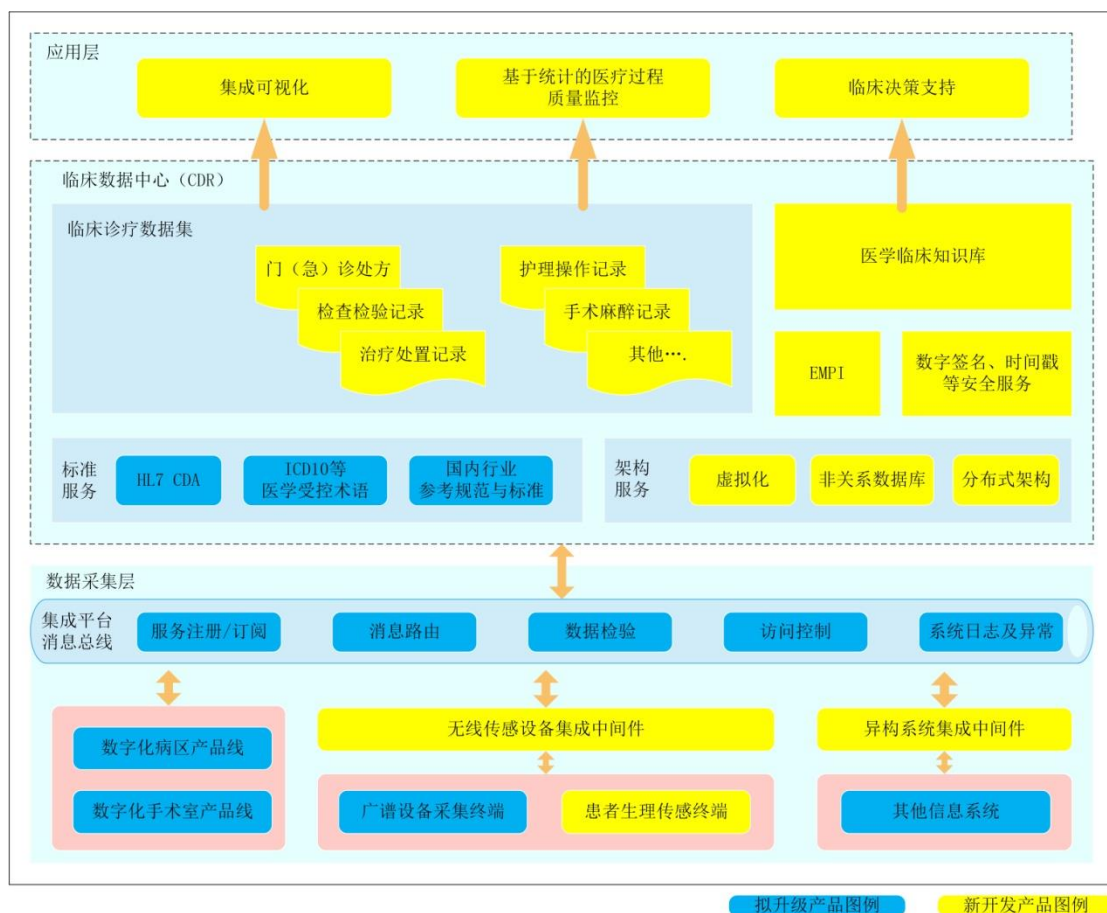 应用层
集成可视化
基于统计的医疗过程
质量监控
临床决策支持
临床数据中心（CDR）
临床诊疗数据集
门（急）诊处方
检查检验记录
治疗处置记录
护理操作记录
手术麻醉记录
其他….
医学临床知识库
EMPI
数字签名、时间戳
等安全服务
标准
服务
HL7 CDA
ICD10等
医学受控术语
国内行业
参考规范与标准
架构
服务
虚拟化
非关系数据库
分布式架构
数据采集层
集成平台
消息总线
服务注册/订阅
消息路由
数据检验
访问控制
系统日志及异常
数字化病区产品线
数字化手术室产品线
无线传感设备集成中间件
广谱设备采集终端
患者生理传感终端
异构系统集成中间件
其他信息系统
拟升级产品图例
新开发产品图例